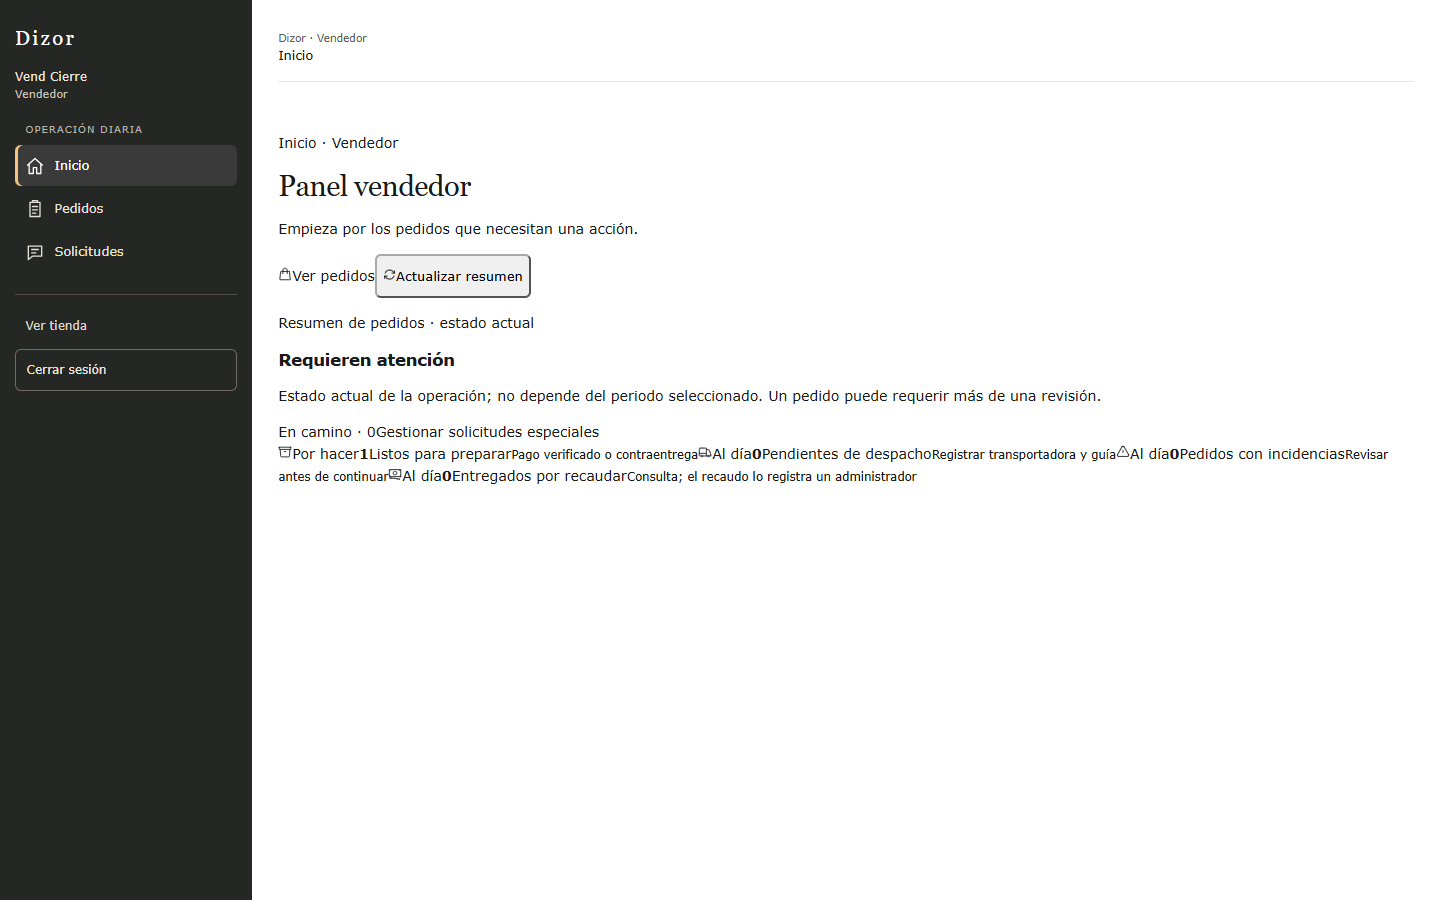 Dizor
Vend Cierre
Vendedor
OPERACIÓN DIARIA
Inicio
Pedidos
Solicitudes
Ver tienda
Cerrar sesión
Dizor · Vendedor
Inicio
Inicio · Vendedor
Panel vendedor
Empieza por los pedidos que necesitan una acción.
Ver pedidos Actualizar resumen
Resumen de pedidos · estado actual
Requieren atención
Estado actual de la operación; no depende del periodo seleccionado. Un pedido puede requerir más de una revisión.
En camino · 0Gestionar solicitudes especiales
Por hacer1Listos para prepararPago verificado o contraentregaAl día0Pendientes de despachoRegistrar transportadora y guíaAl día0Pedidos con incidenciasRevisar
antes de continuarAl día0Entregados por recaudarConsulta; el recaudo lo registra un administrador